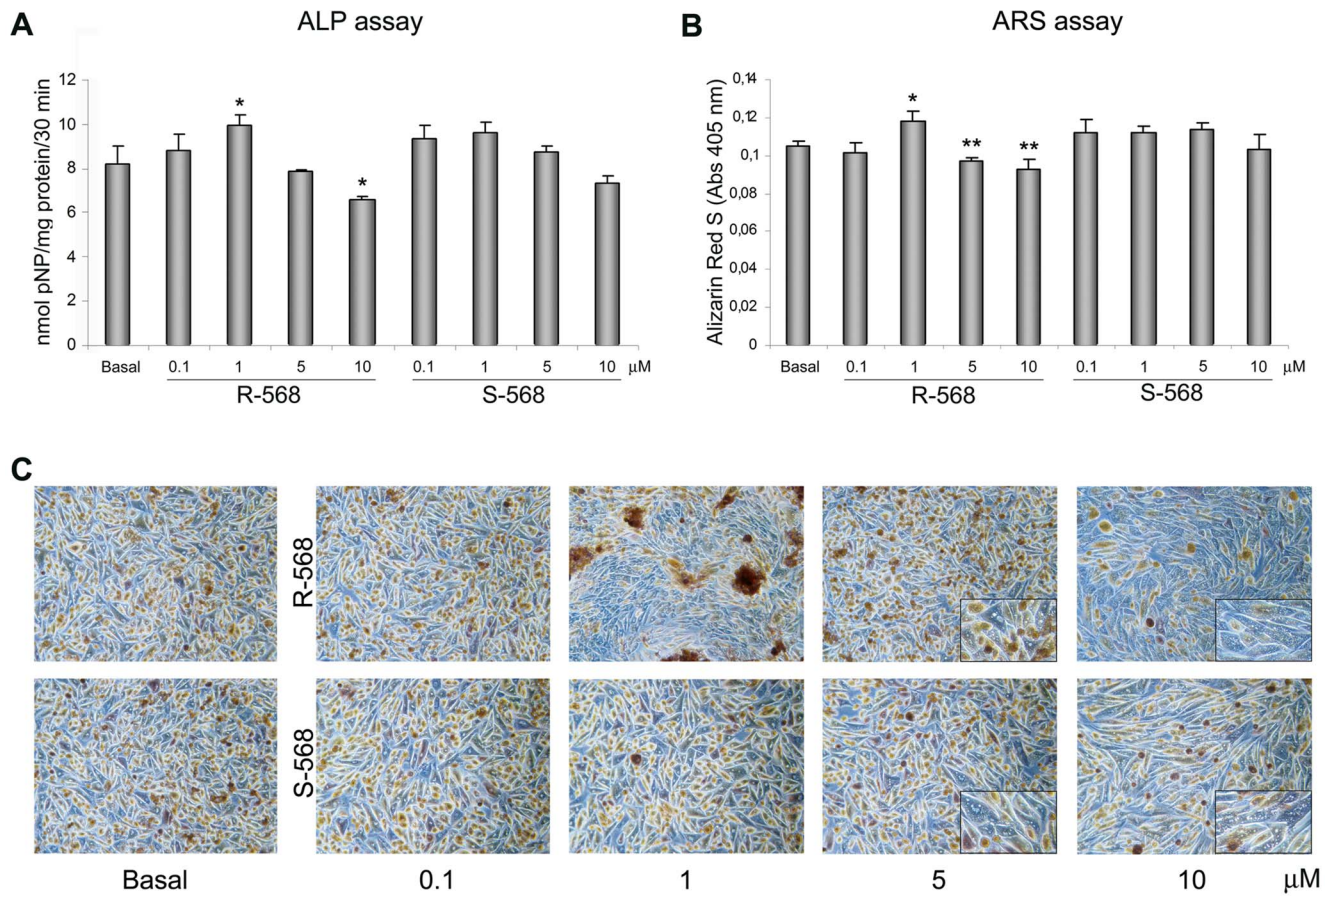 A
ALP assay
nmol pNP/mg protein/30 min
12
10
8
6
4
2
0
*
*
Basal 0.1 1 5 10 0.1 1 5 10 μM
R-568 S-568
B
ARS assay
Alizarin Red S (Abs 405 nm)
0,14
0,12
0,1
0,08
0,06
0,04
0,02
0
*
**
**
Basal 0.1 1 5 10 0.1 1 5 10 μM
R-568 S-568
C
R-568
S-568
Basal 0.1 1 5 10 μM